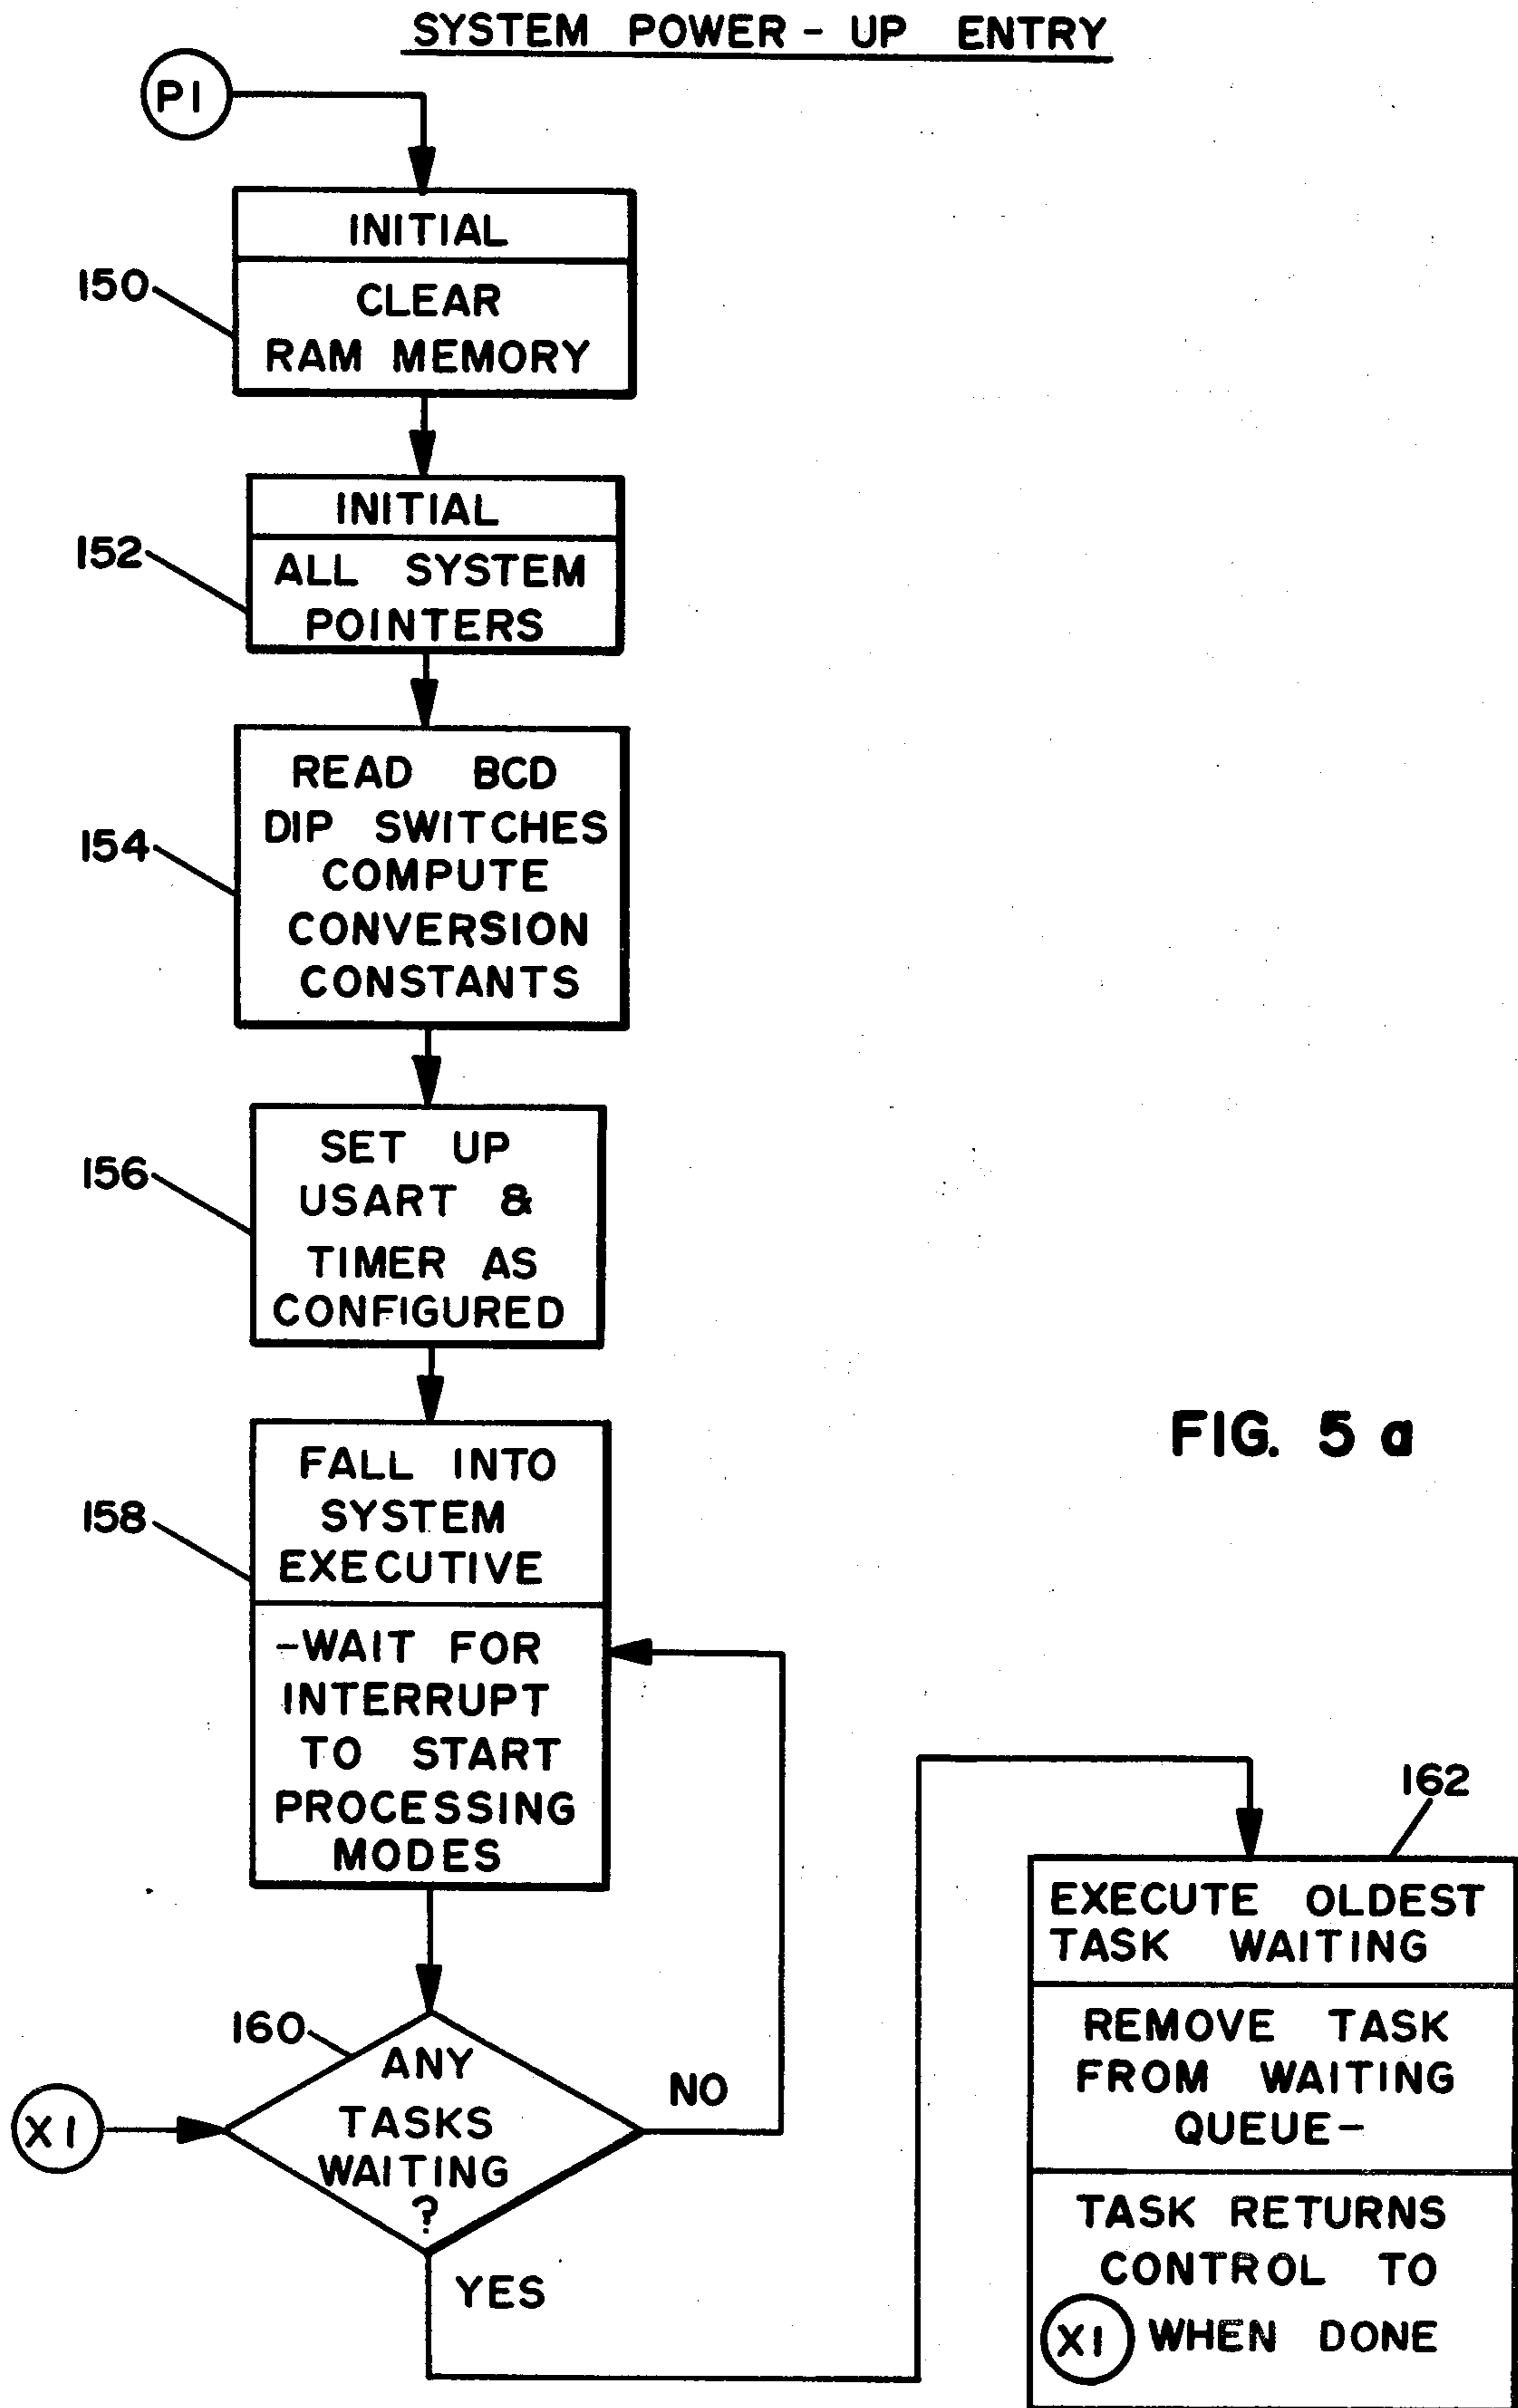 SYSTEM POWER - UP ENTRY
P1
INITIAL
150
CLEAR
RAM MEMORY
INITIAL
152
ALL SYSTEM
POINTERS
READ BCD
DIP SWITCHES
154
COMPUTE
CONVERSION
CONSTANTS
SET UP
156
USART &
TIMER AS
CONFIGURED
FIG. 5 a
FALL INTO
158
SYSTEM
EXECUTIVE
-WAIT FOR
INTERRUPT
TO START
PROCESSING
MODES
160
ANY
TASKS
WAITING
?
X1
NO
YES
162
EXECUTE OLDEST
TASK WAITING
REMOVE TASK
FROM WAITING
QUEUE-
TASK RETURNS
CONTROL TO
X1 WHEN DONE